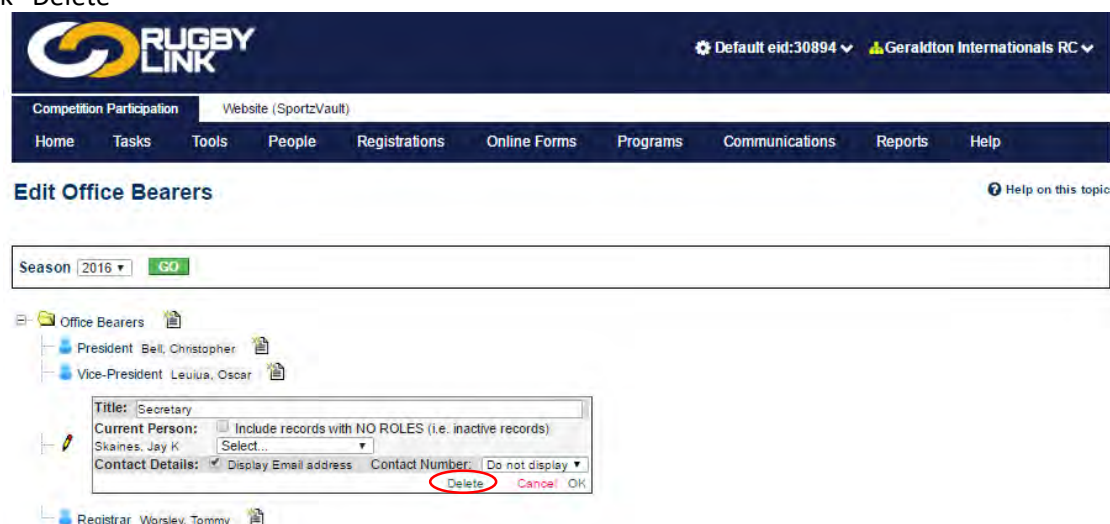 Delete
RUGBY
LINK
Default eid:30894 Geraldton Internationals RC
Competition Participation Website (SportzVault)
Home Tasks Tools People Registrations Online Forms Programs Communications Reports Help
Edit Office Bearers
Help on this topic
Season 2016 GO
Office Bearers
President Bell, Christopher
Vice-President Leuiua, Oscar
Title: Secretary
Current Person: Include records with NO ROLES (i.e. inactive records)
Skaines, Jay K Select...
Contact Details: Display Email address Contact Number: Do not display
Delete Cancel OK
Registrar Worsley, Tommy